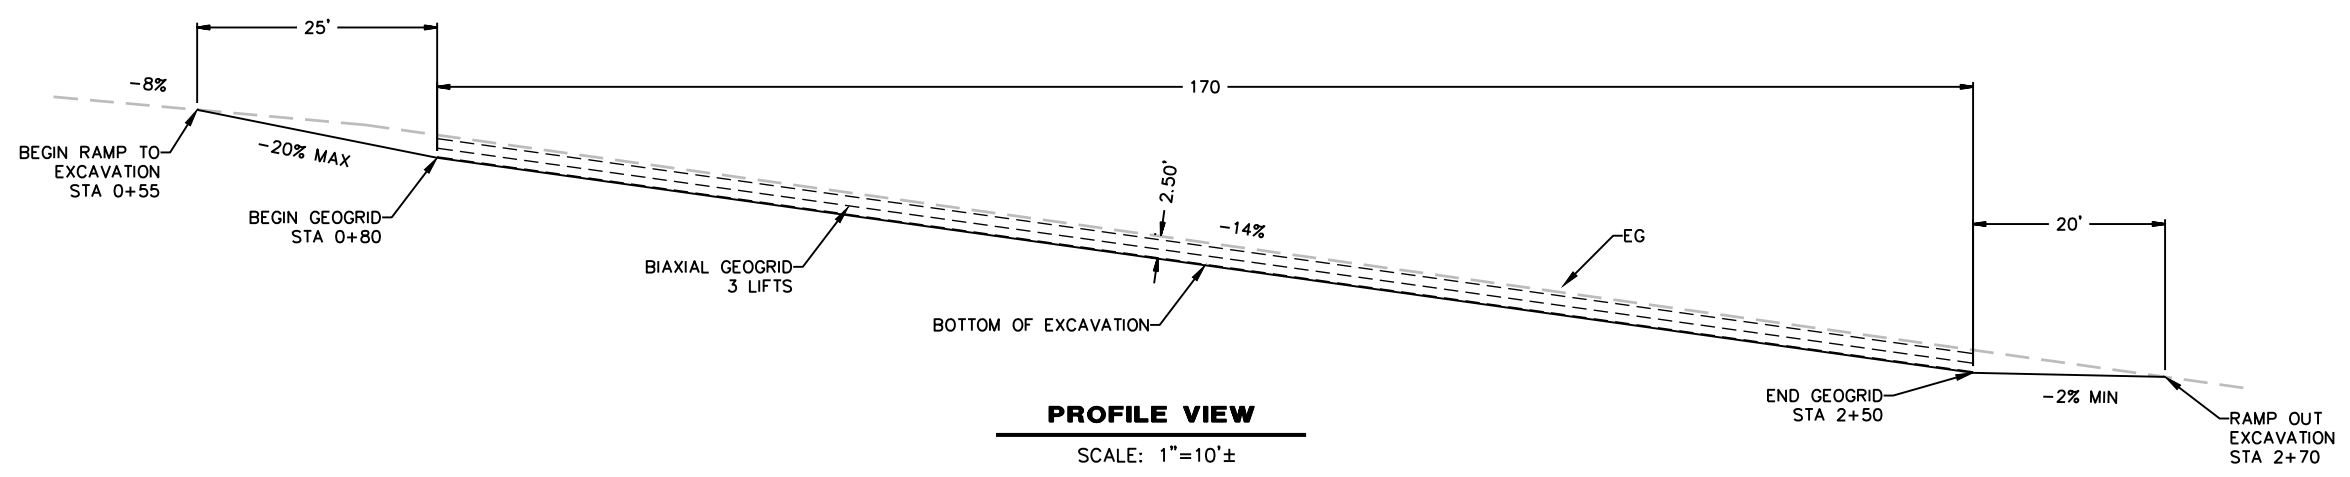 25'
-8%
170
BEGIN RAMP TO
EXCAVATION
STA 0+55
-20% MAX
BEGIN GEOGRID
STA 0+80
2.50'
-14%
EG
20'
BIAXIAL GEOGRID
3 LIFTS
BOTTOM OF EXCAVATION
END GEOGRID
STA 2+50
-2% MIN
RAMP OUT
EXCAVATION
STA 2+70
PROFILE VIEW
SCALE: 1"=10'±